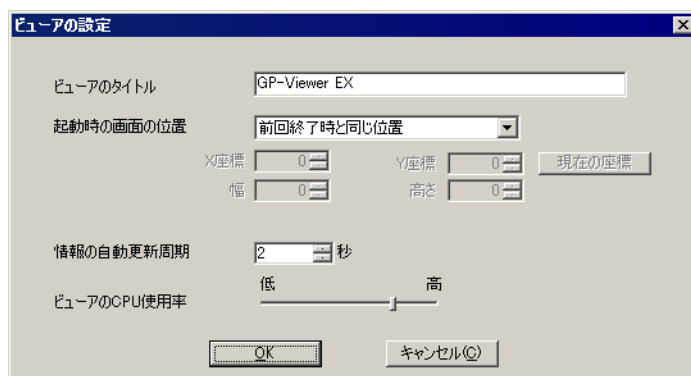 ビューアの設定
ビューアのタイトル GP-Viewer EX
起動時の画面の位置 前回終了時と同じ位置
X座標 0 Y座標 0 現在の座標
幅 0 高さ 0
情報の自動更新周期 2 秒
低 高
ビューアのCPU使用率
OK キャンセル(C)